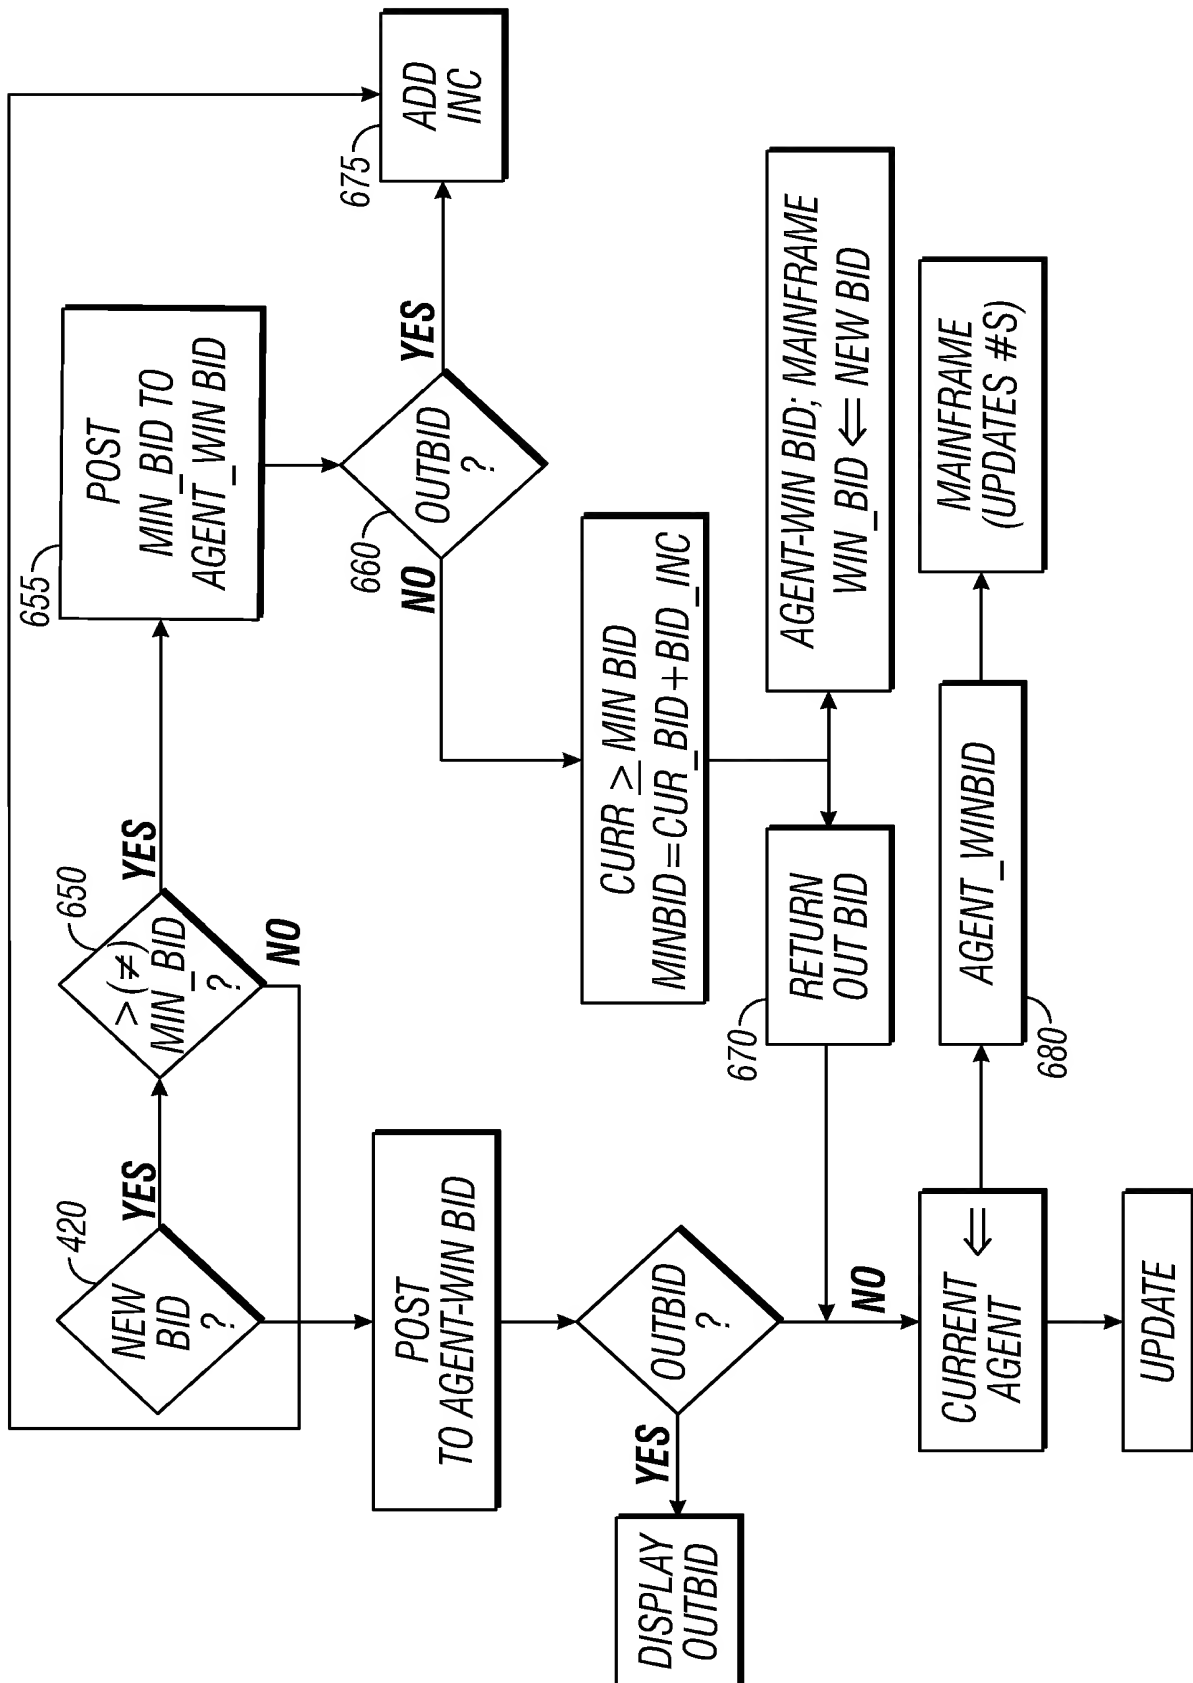 NEW
BID
?
420
YES
>(≠)
MIN_BID
?
650
YES
NO
POST
MIN_BID TO
AGENT_WIN BID
655
OUTBID
?
660
YES
NO
ADD
INC
675
CURR ≥ MIN BID
MINBID=CUR_BID+BID_INC
AGENT-WIN BID; MAINFRAME
WIN_BID ⇐ NEW BID
RETURN
OUT BID
670
POST
TO AGENT-WIN BID
OUTBID
?
YES
NO
DISPLAY
OUTBID
CURRENT
AGENT
⇐
AGENT_WINBID
680
MAINFRAME
(UPDATES #S)
UPDATE